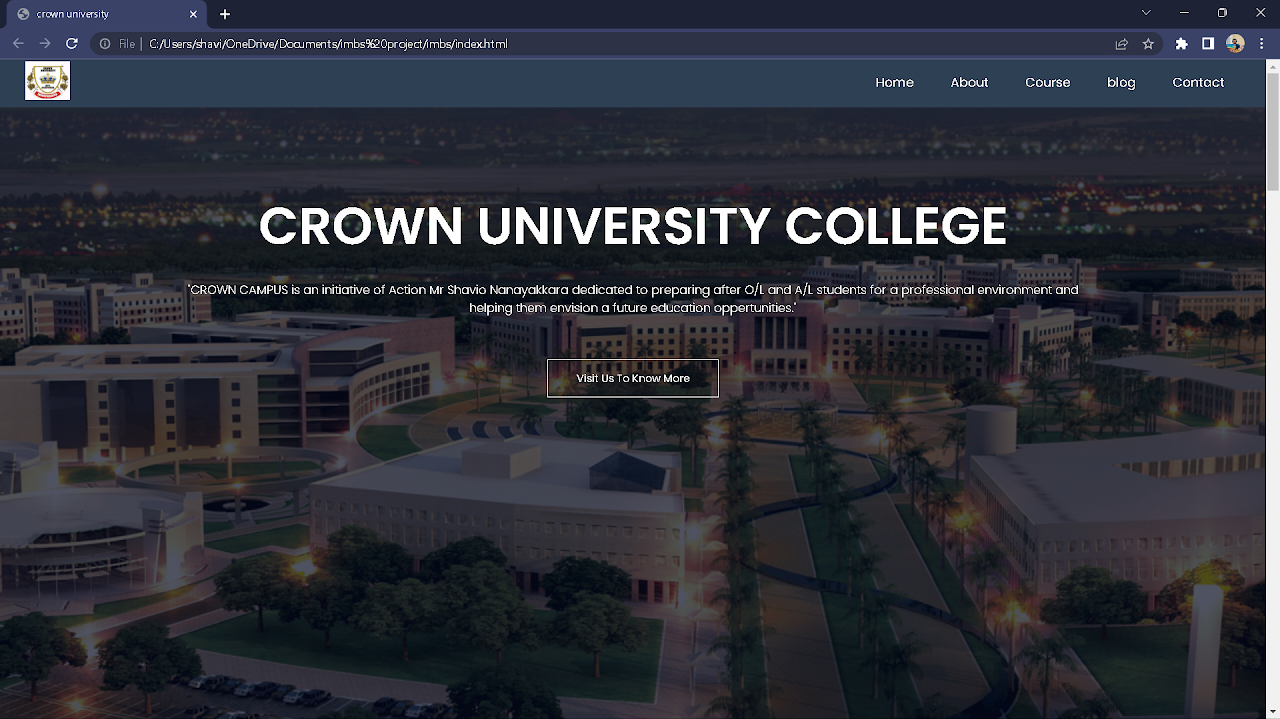 crown university
File
C:/Users/shavi/OneDrive/Documents/imbs%20project/imbs/index.html
Home About Course blog Contact
CROWN UNIVERSITY COLLEGE
"CROWN CAMPUS is an initiative of Action Mr Shavio Nanayakkara dedicated to preparing after O/L and A/L students for a professional environment and
helping them envision a future education oppertunities."
Visit Us To Know More